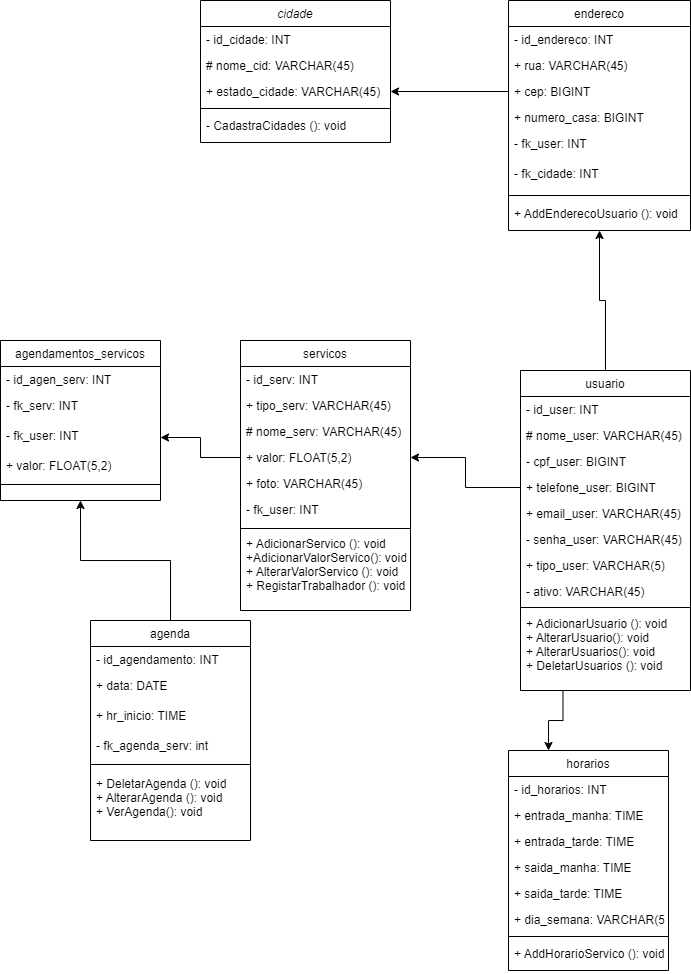 cidade
- id_cidade: INT
# nome_cid: VARCHAR(45)
+ estado_cidade: VARCHAR(45)
- CadastraCidades (): void
endereco
- id_endereco: INT
+ rua: VARCHAR(45)
+ cep: BIGINT
+ numero_casa: BIGINT
- fk_user: INT
- fk_cidade: INT
+ AddEnderecoUsuario (): void
agendamentos_servicos
- id_agen_serv: INT
- fk_serv: INT
- fk_user: INT
+ valor: FLOAT(5,2)
servicos
- id_serv: INT
+ tipo_serv: VARCHAR(45)
# nome_serv: VARCHAR(45)
+ valor: FLOAT(5,2)
+ foto: VARCHAR(45)
- fk_user: INT
+ AdicionarServico (): void
+AdicionarValorServico(): void
+ AlterarValorServico (): void
+ RegistarTrabalhador (): void
usuario
- id_user: INT
# nome_user: VARCHAR(45)
- cpf_user: BIGINT
+ telefone_user: BIGINT
+ email_user: VARCHAR(45)
- senha_user: VARCHAR(45)
+ tipo_user: VARCHAR(5)
- ativo: VARCHAR(45)
+ AdicionarUsuario (): void
+ AlterarUsuario(): void
+ AlterarUsuarios(): void
+ DeletarUsuarios (): void
agenda
- id_agendamento: INT
+ data: DATE
+ hr_inicio: TIME
- fk_agenda_serv: int
+ DeletarAgenda (): void
+ AlterarAgenda (): void
+ VerAgenda(): void
horarios
- id_horarios: INT
+ entrada_manha: TIME
+ entrada_tarde: TIME
+ saida_manha: TIME
+ saida_tarde: TIME
+ dia_semana: VARCHAR(5
+ AddHorarioServico (): void